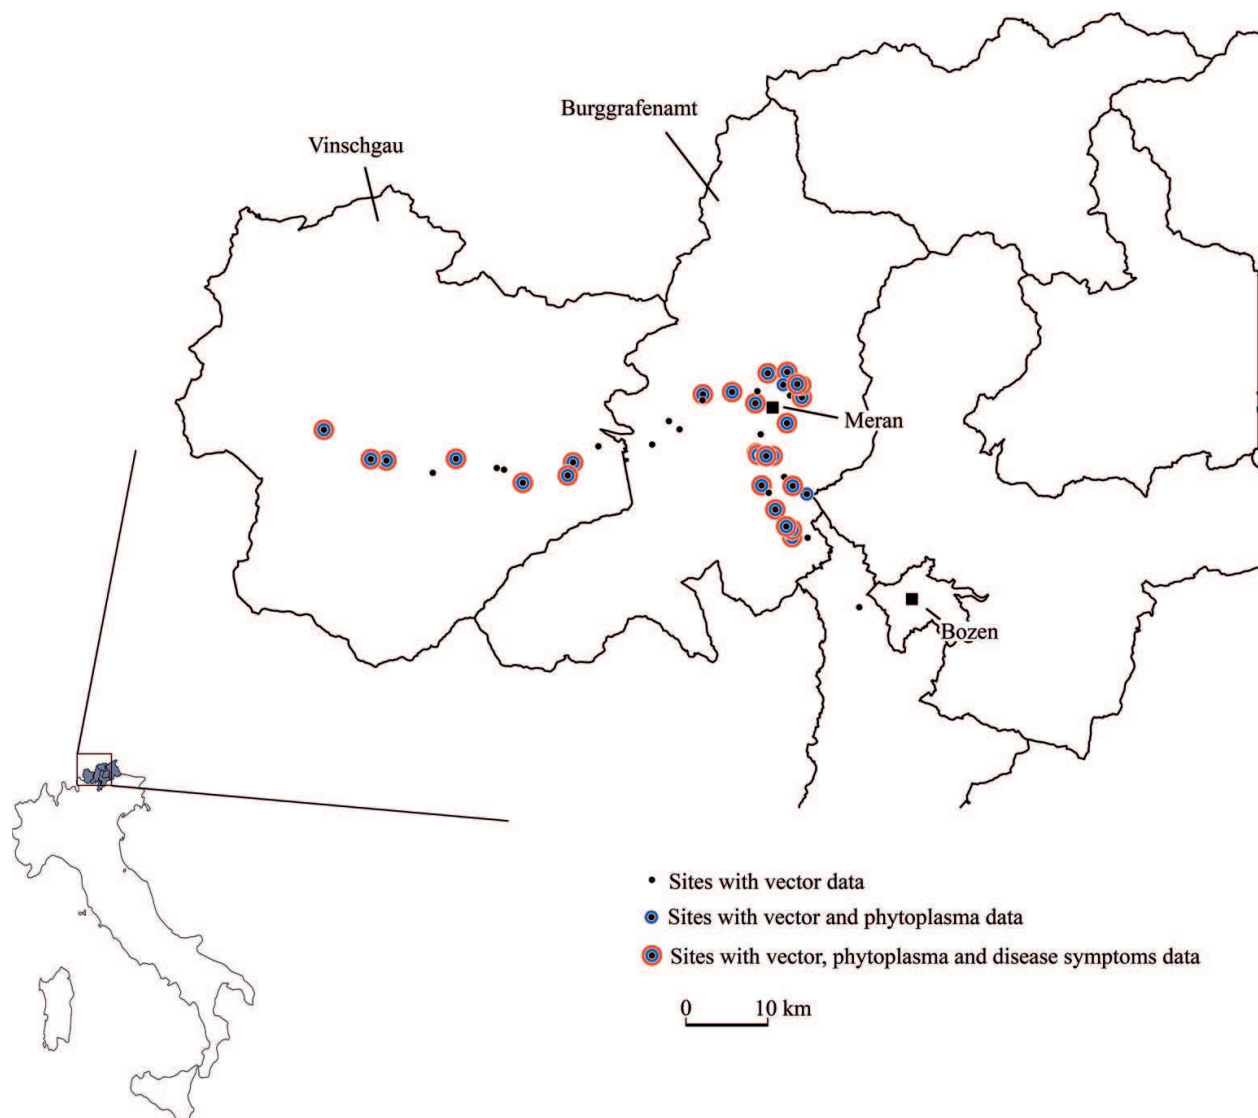 Burggrafenamt
Vinschgau
Meran
Bozen
Sites with vector data
Sites with vector and phytoplasma data
Sites with vector, phytoplasma and disease symptoms data
0 10 km